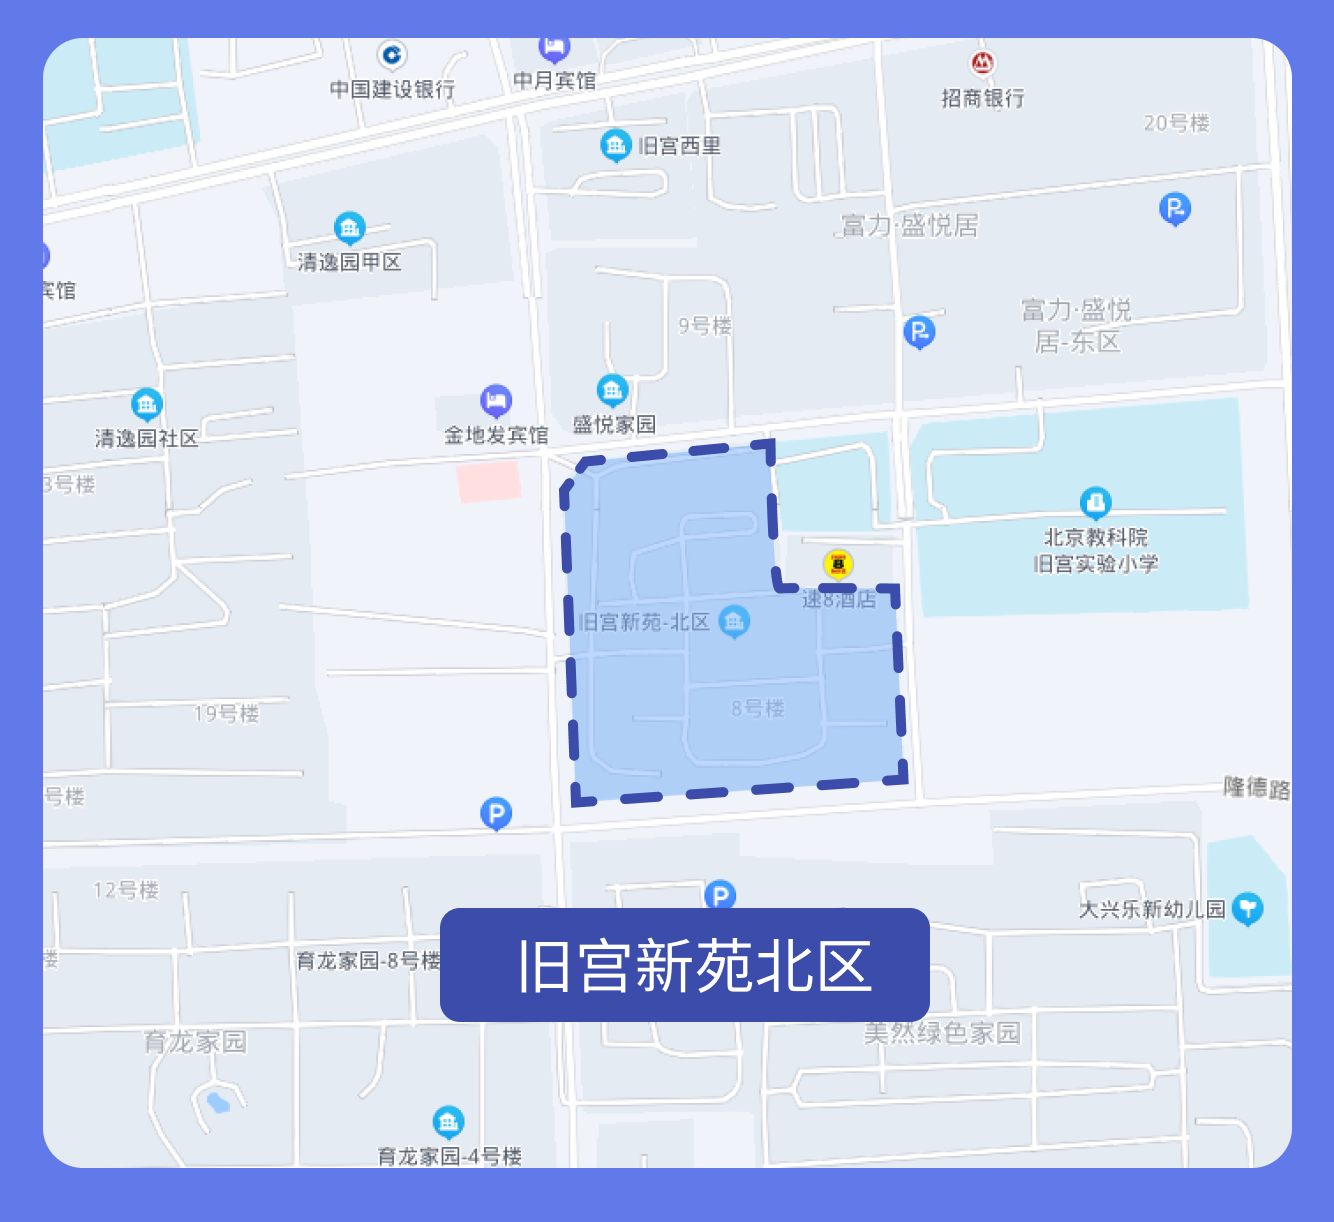 中国建设银行
中月宾馆
招商银行
20号楼
旧宫西里
富力·盛悦居
清逸园甲区
宾馆
9号楼
富力·盛悦
居-东区
清逸园社区
金地发宾馆
盛悦家园
3号楼
北京教科院
旧宫实验小学
速8酒店
旧宫新苑-北区
19号楼
8号楼
号楼
隆德路
12号楼
大兴乐新幼儿园
楼
育龙家园-8号楼
旧宫新苑北区
育龙家园
美然绿色家园
育龙家园-4号楼